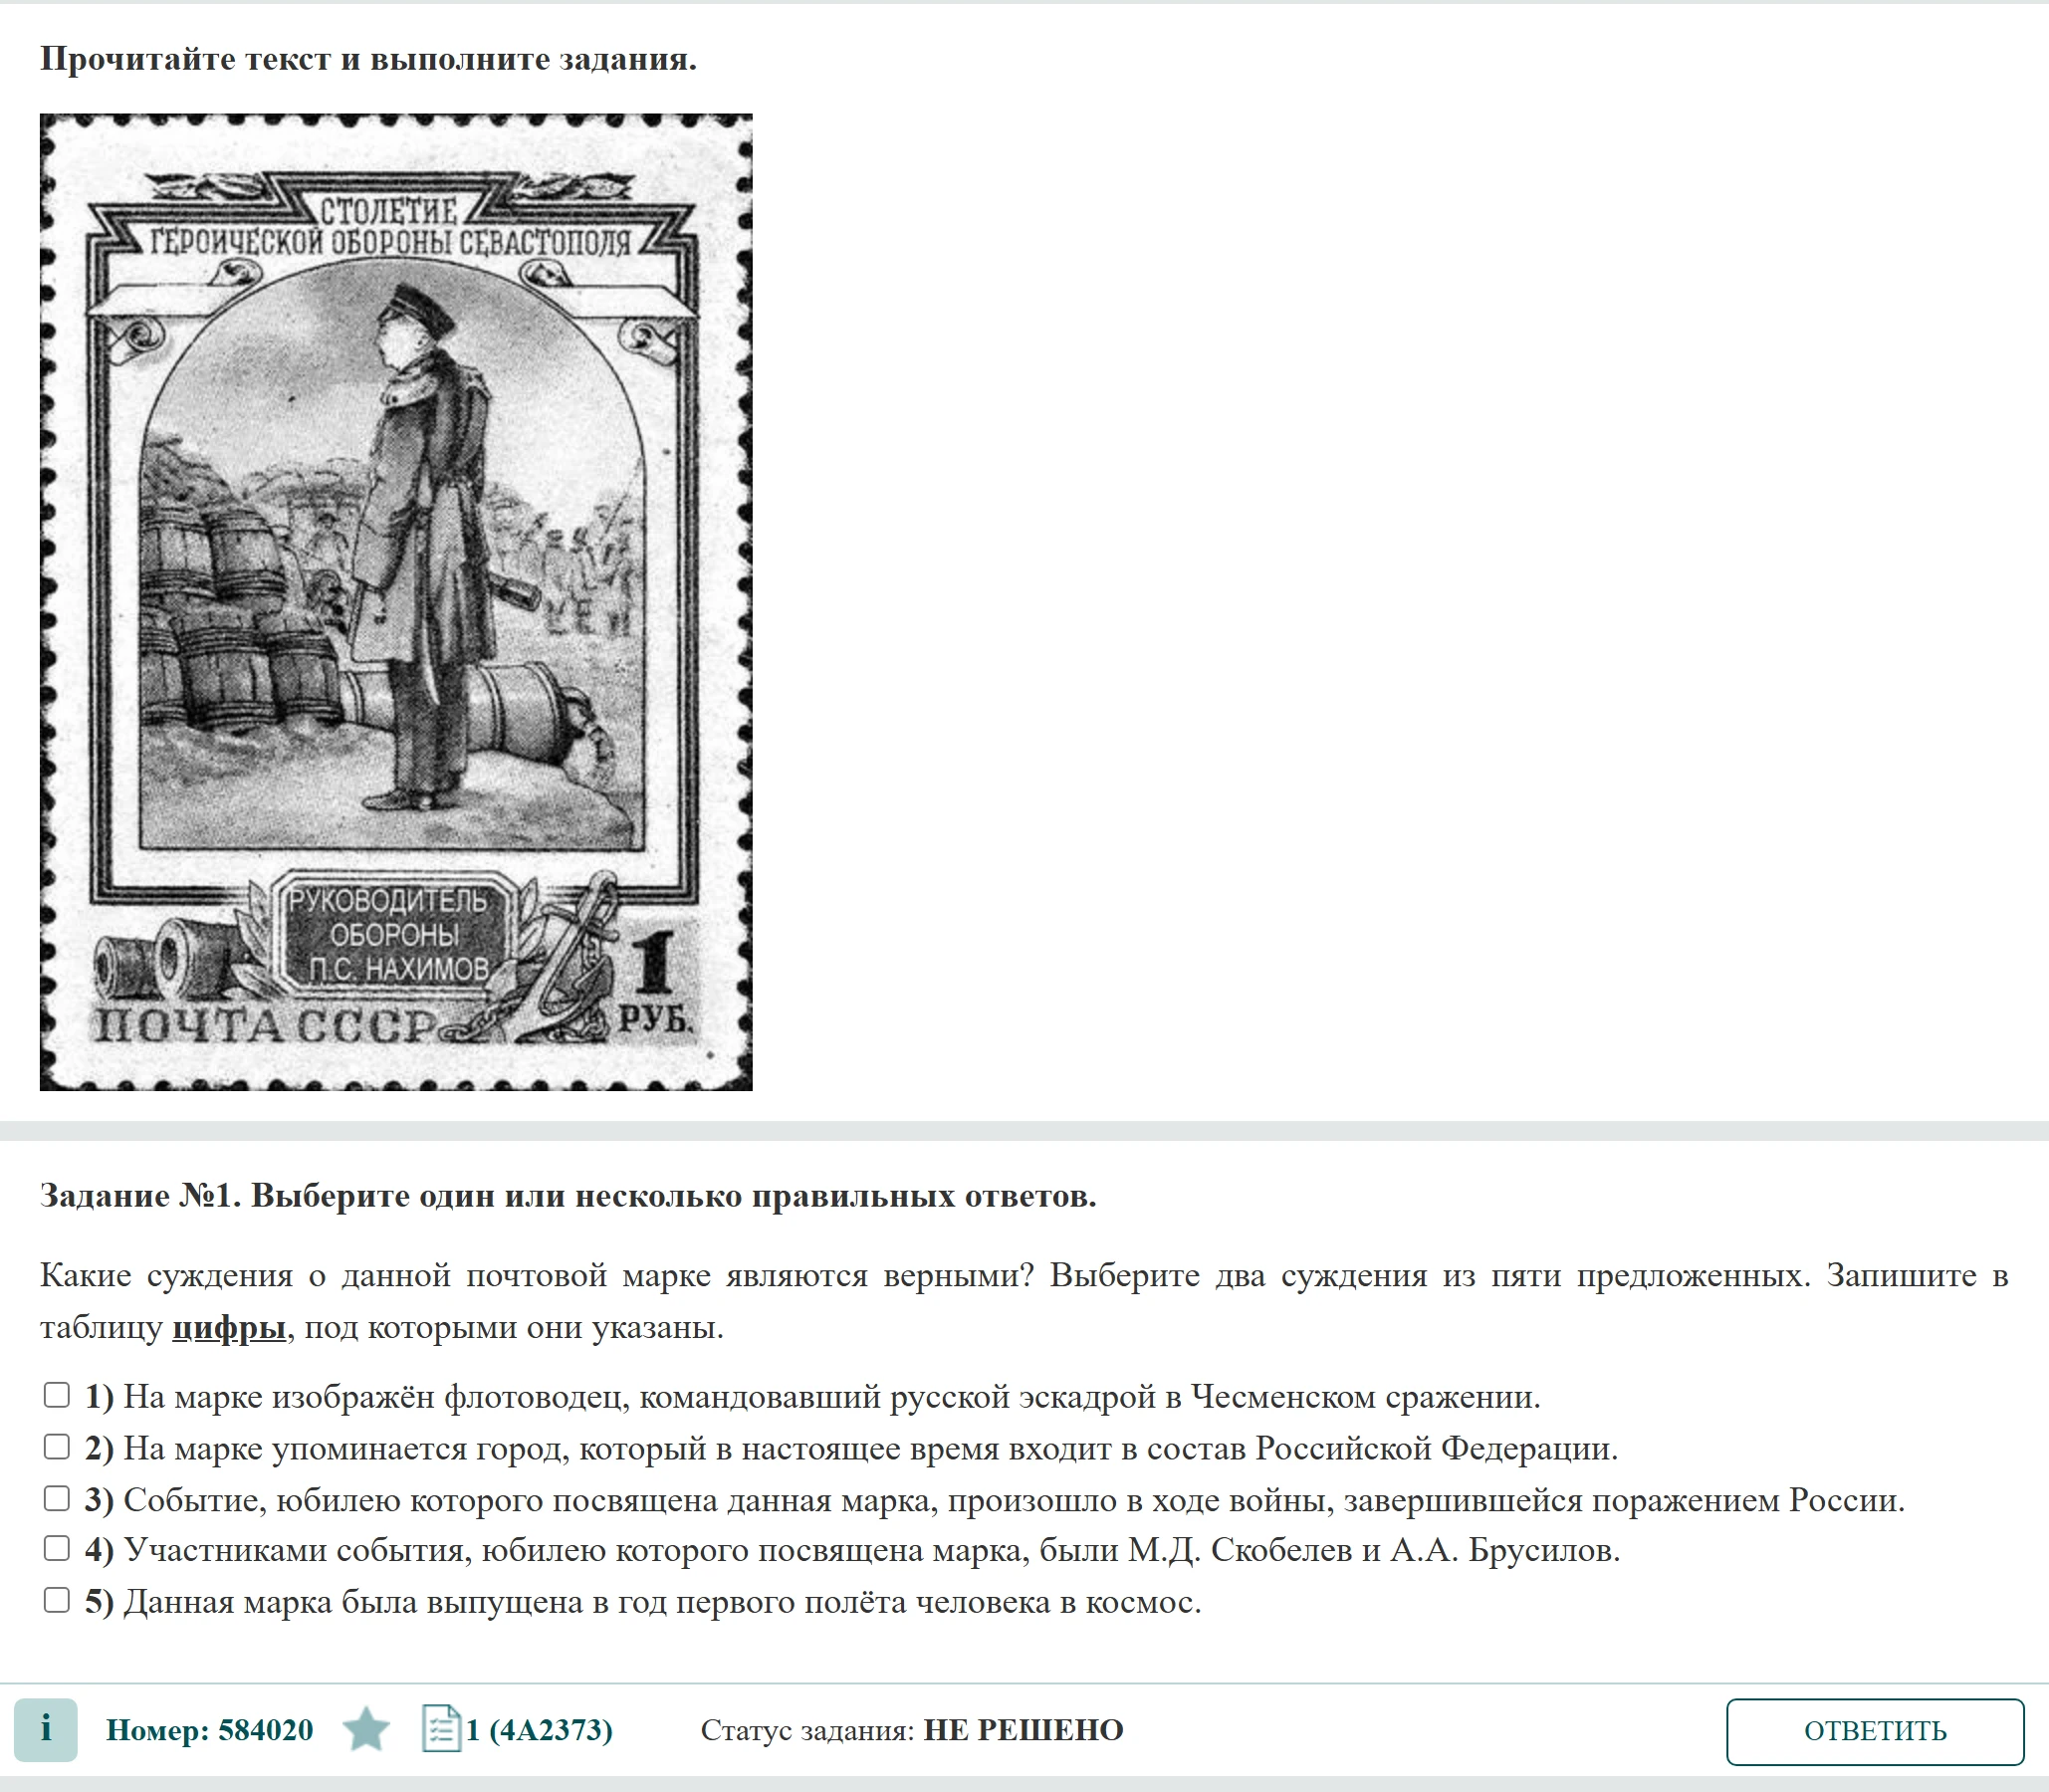 Прочитайте текст и выполните задания.
СТОЛЕТИЕ
ГЕРОИЧЕСКОЙ ОБОРОНЫ СЕВАСТОПОЛЯ
РУКОВОДИТЕЛЬ
ОБОРОНЫ
П.С. НАХИМОВ
1
ПОЧТА СССР
РУБ.
Задание №1. Выберите один или несколько правильных ответов.
Какие суждения о данной почтовой марке являются верными? Выберите два суждения из пяти предложенных. Запишите в
таблицу цифры, под которыми они указаны.
1) На марке изображён флотоводец, командовавший русской эскадрой в Чесменском сражении.
2) На марке упоминается город, который в настоящее время входит в состав Российской Федерации.
3) Событие, юбилею которого посвящена данная марка, произошло в ходе войны, завершившейся поражением России.
4) Участниками события, юбилею которого посвящена марка, были М.Д. Скобелев и А.А. Брусилов.
5) Данная марка была выпущена в год первого полёта человека в космос.
i Номер: 584020 1 (4A2373) Статус задания: НЕ РЕШЕНО ОТВЕТИТЬ